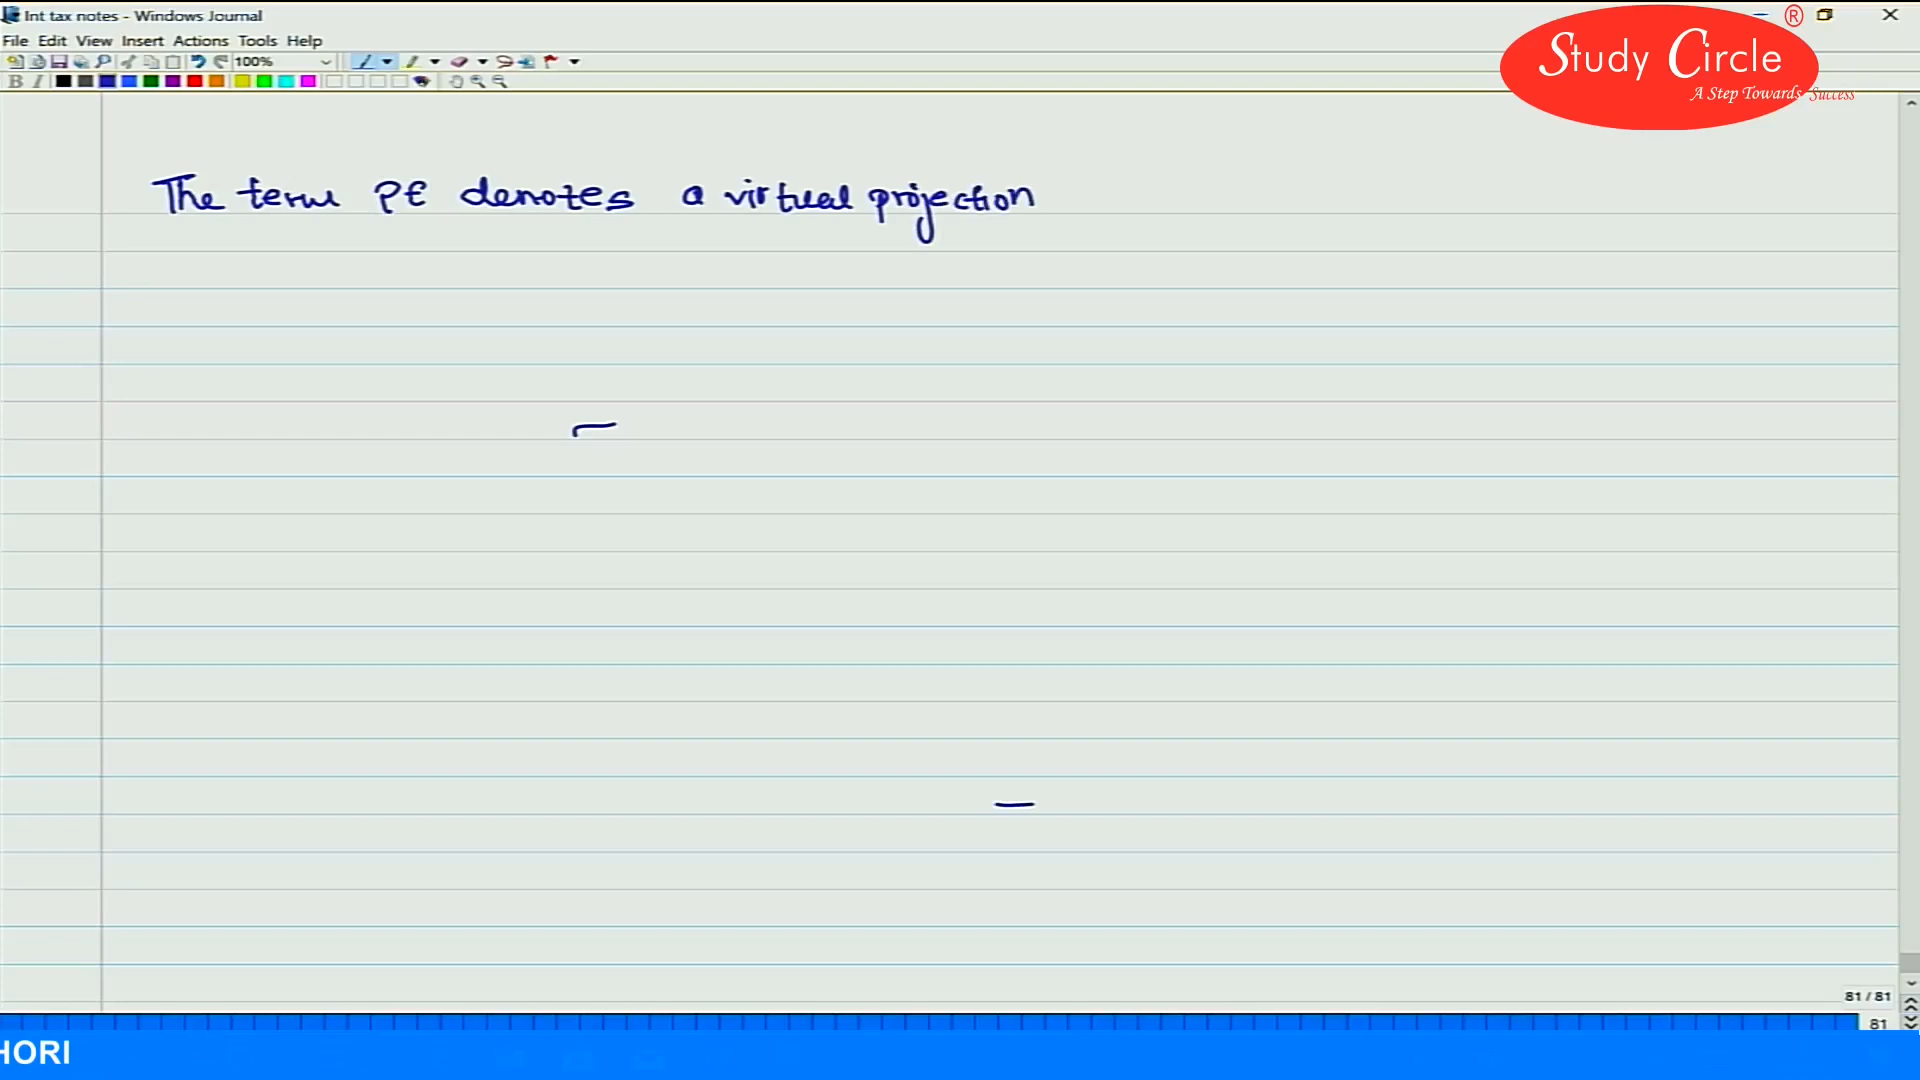 Int tax notes - Windows Journal
File Edit View Insert Actions Tools Help
100%
B I
Study Circle ®
A Step Towards Success
The term PE denotes a virtual projection
81 / 81
81
HORI